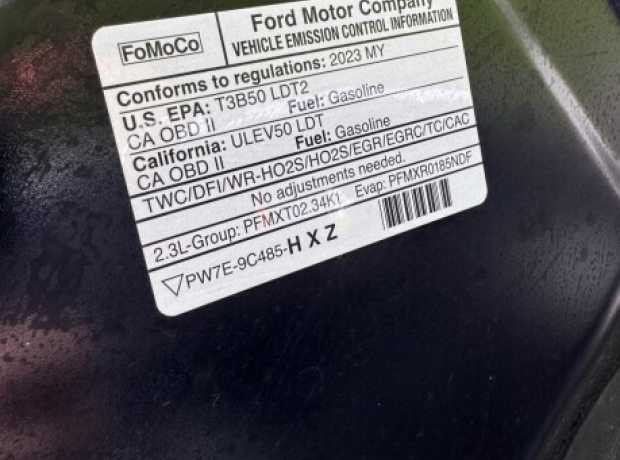 FoMoCo
Ford Motor Company
VEHICLE EMISSION CONTROL INFORMATION
Conforms to regulations: 2023 MY
U.S. EPA: T3B50 LDT2 Fuel: Gasoline
CA OBD II
California: ULEV50 LDT Fuel: Gasoline
CA OBD II
TWC/DFI/WR-HO2S/HO2S/EGR/EGRC/TC/CAC
No adjustments needed.
2.3L-Group: PFMXT02.34K1 Evap: PFMXR0185NDF
PW7E-9C485-HXZ